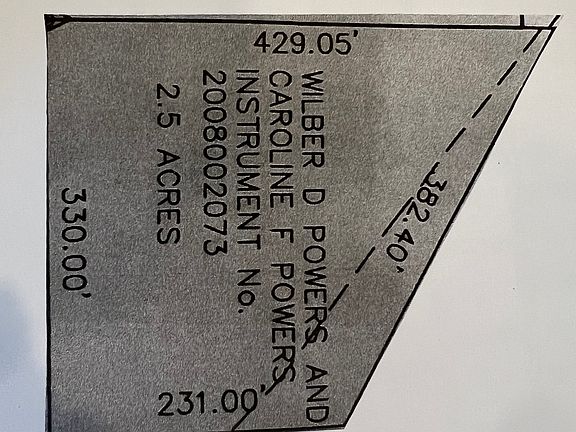 429.05'
382.40'
WILBER D POWERS AND
CAROLINE F POWERS
INSTRUMENT No.
2008002073
2.5 ACRES
330.00'
231.00'